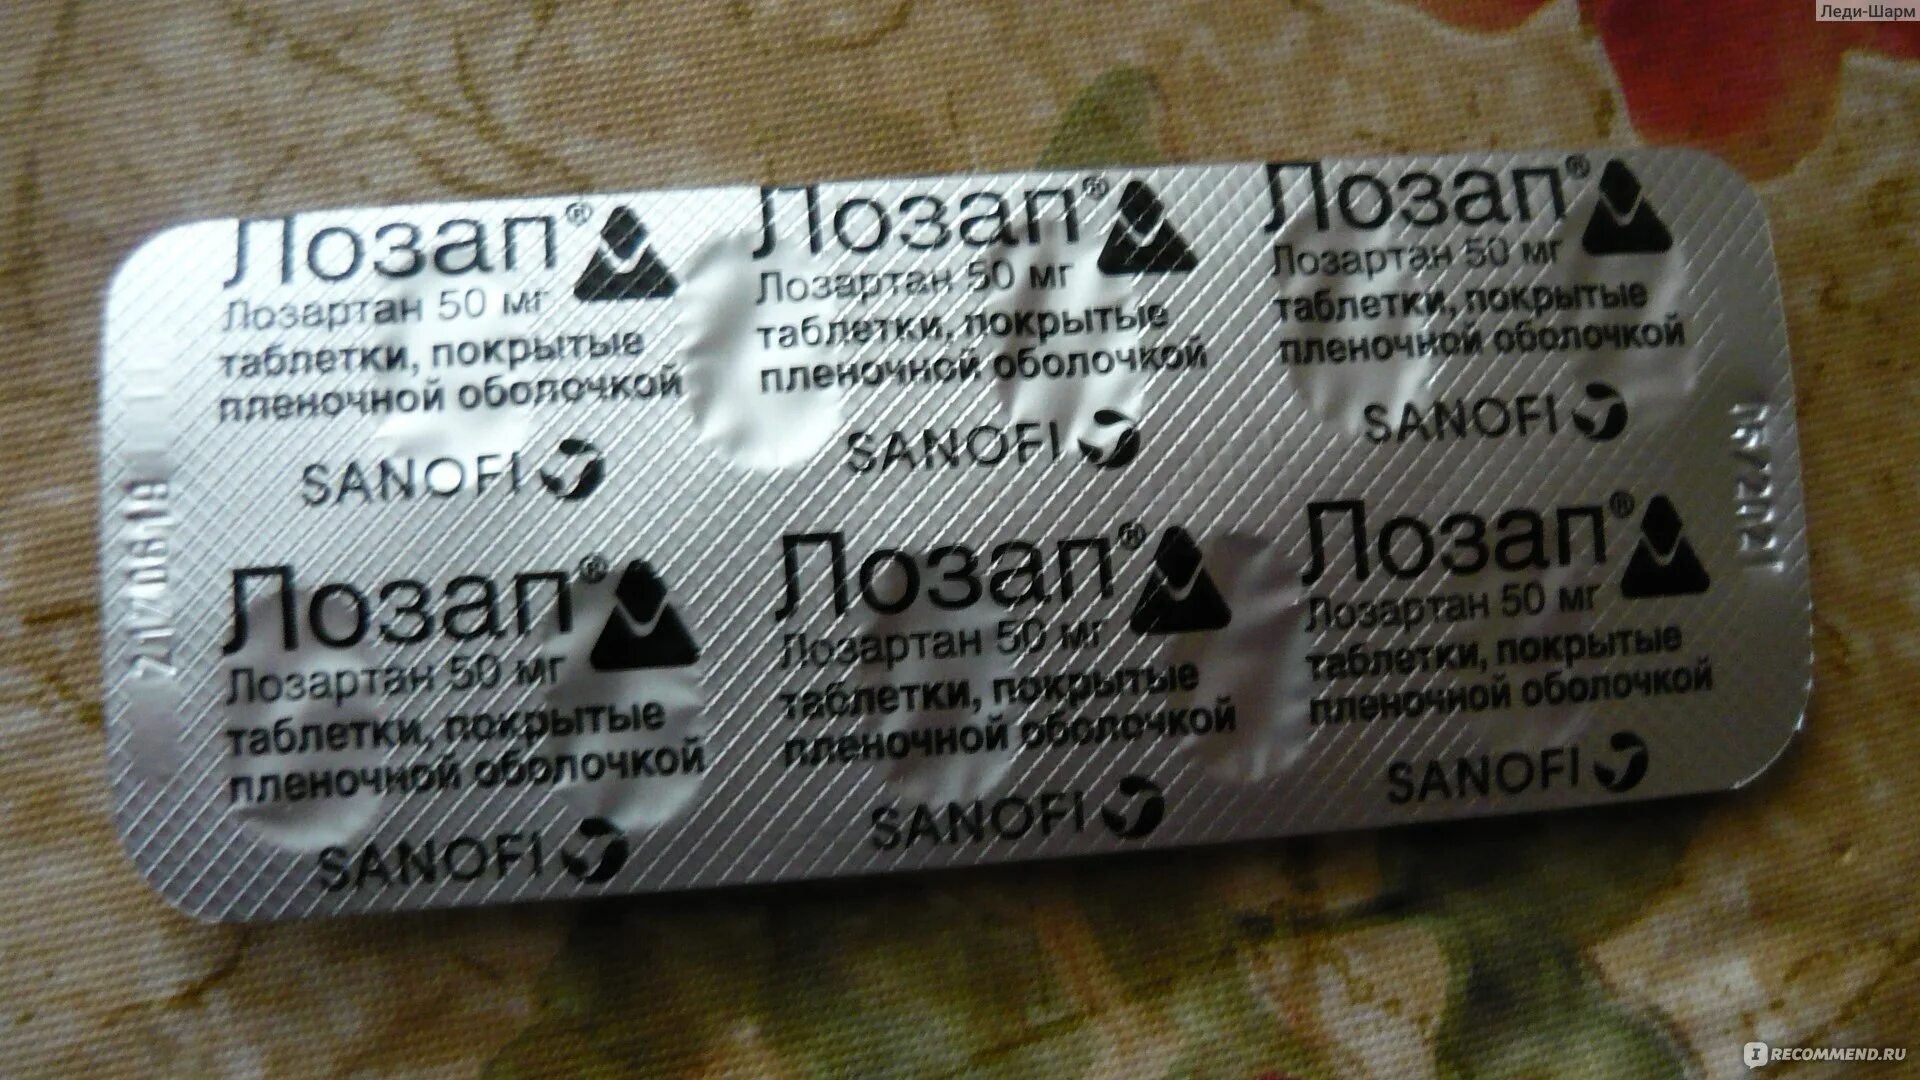 Леди-Шарм
Лозап®
Лозартан 50 мг
таблетки, покрытые
пленочной оболочкой
SANOFI
Лозап®
Лозартан 50 мг
таблетки, покрытые
пленочной оболочкой
SANOFI
Лозап®
Лозартан 50 мг
таблетки, покрытые
пленочной оболочкой
SANOFI
Лозап®
Лозартан 50 мг
таблетки, покрытые
пленочной оболочкой
SANOFI
Лозап®
Лозартан 50 мг
таблетки, покрытые
пленочной оболочкой
SANOFI
Лозап®
Лозартан 50 мг
таблетки, покрытые
пленочной оболочкой
SANOFI
IRECOMMEND.RU